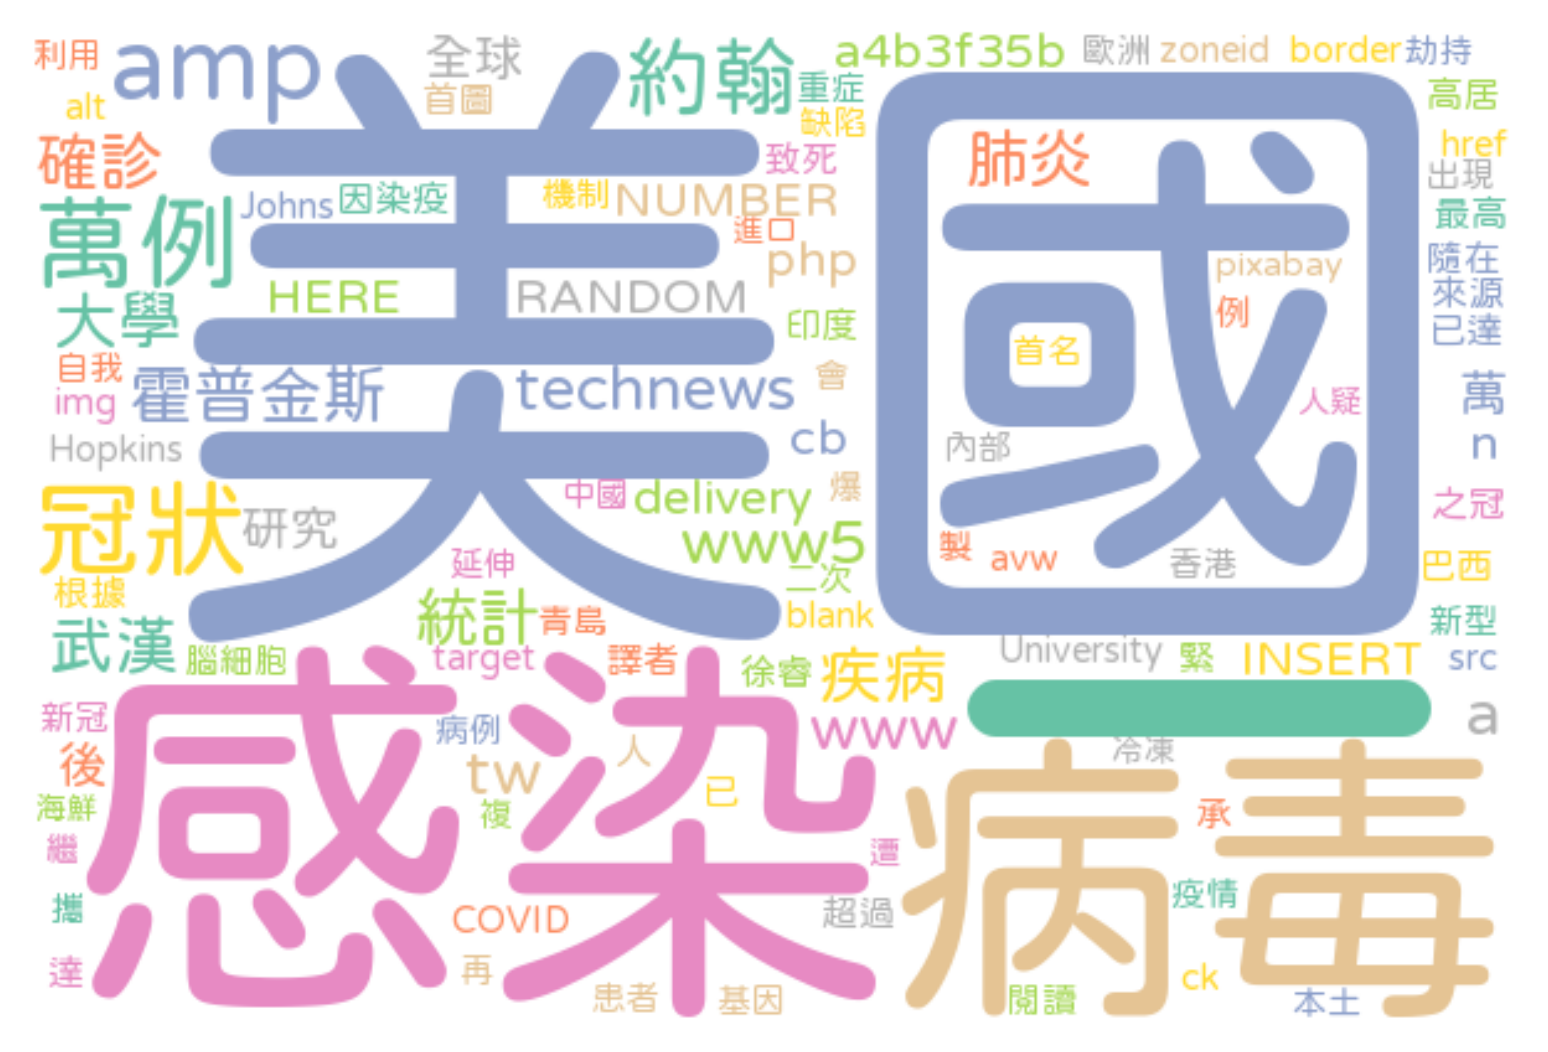 利用
amp
全球
約翰
a4b3f35b
歐洲
zoneid
border
劫持
alt
首圖
重症
缺陷
高居
美
國
確診
致死
肺炎
href
出現
Johns
因染疫
機制
NUMBER
最高
萬例
進口
php
pixabay
隨在
HERE
RANDOM
來源
大學
印度
例
已達
首名
自我
霍普金斯
technews
會
img
人疑
萬
Hopkins
cb
內部
n
冠狀
中國
delivery
爆
之冠
研究
www5
製
avw
香港
延伸
二次
巴西
根據
統計
青島
blank
新型
武漢
腦細胞
target
譯者
徐睿
疾病
University
緊
INSERT
src
感染
一
新冠
病例
www
a
後
tw
人
冷凍
病毒
已
海鮮
複
承
繼
遭
疫情
攜
COVID
超過
達
再
患者
基因
閱讀
ck
本土